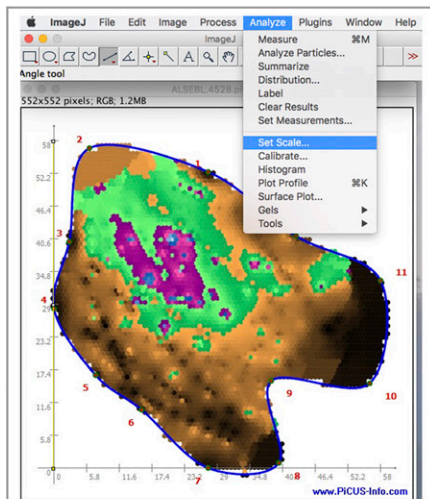 ImageJ File Edit Image Process Analyze Plugins Window Help
ImageJ
Angle tool
ALSEBL.4528.p
552x552 pixels; RGB; 1.2MB
Measure ⌘M
Analyze Particles...
Summarize
Distribution...
Label
Clear Results
Set Measurements...
Set Scale...
Calibrate...
Histogram
Plot Profile ⌘K
Surface Plot...
Gels
Tools
A
>>
58
52.2
46.4
40.6
34.8
29
23.2
17.4
11.6
5.8
0
0 5.8 11.6 17.4 23.2 29 34.8 40.6 46.4 52.2 58
1
2
3
4
5
6
7
8
9
10
11
www.PiCUS-Info.com